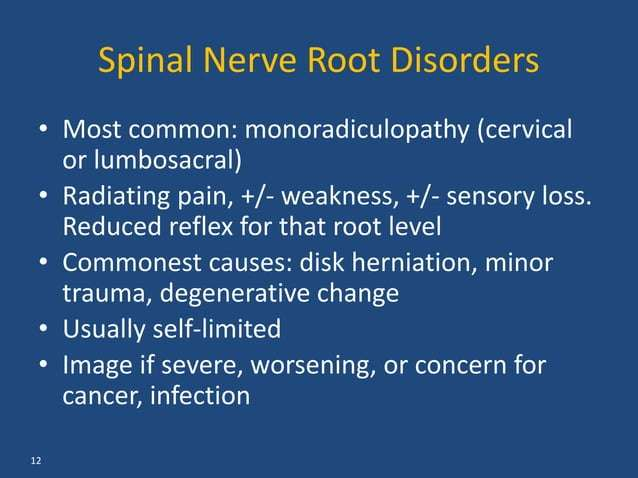 Spinal Nerve Root Disorders
• Most common: monoradiculopathy (cervical
or lumbosacral)
• Radiating pain, +/- weakness, +/- sensory loss.
Reduced reflex for that root level
• Commonest causes: disk herniation, minor
trauma, degenerative change
• Usually self-limited
• Image if severe, worsening, or concern for
cancer, infection
12